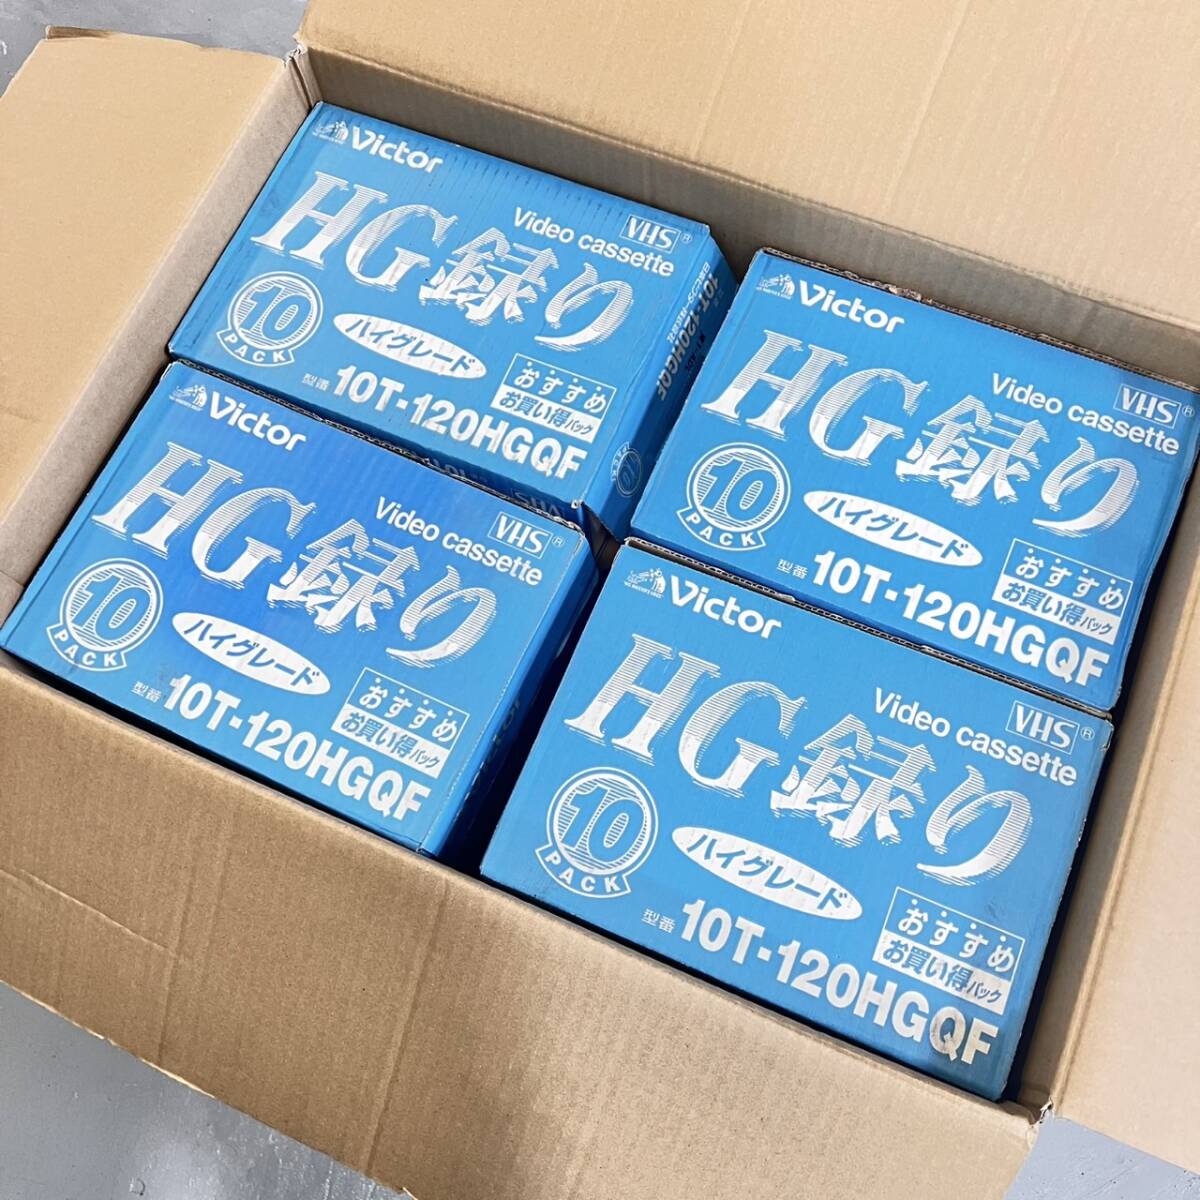 Victor
HG録り
Video cassette
VHS
10
PACK
ハイグレード
型番
10T-120HGQF
おすすめ
お買い得パック
10T-120HGQF
Victor
HG録り
Video cassette
VHS
10
PACK
ハイグレード
型番
10T-120HGQF
おすすめ
お買い得パック
Victor
HG録り
Video cassette
VHS
10
PACK
ハイグレード
型番
10T-120HGQF
おすすめ
お買い得パック
Victor
HG録り
Video cassette
VHS
10
PACK
ハイグレード
型番
10T-120HGQF
おすすめ
お買い得パック